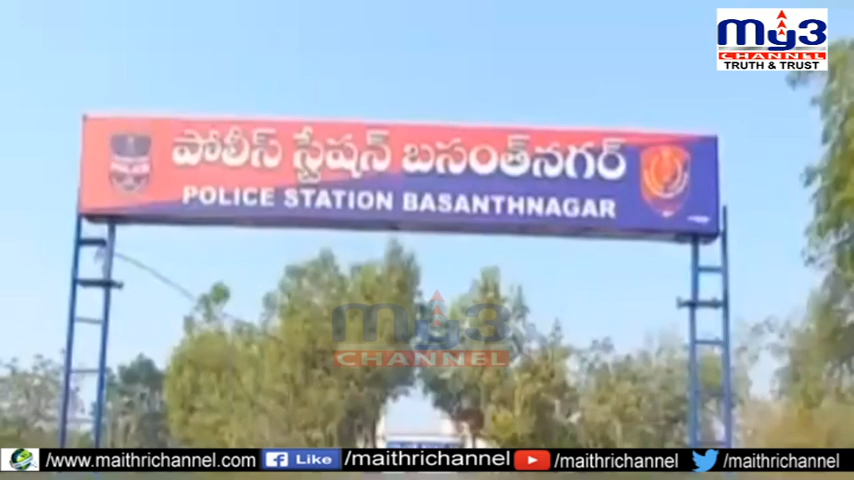 my3
CHANNEL
TRUTH & TRUST
పోలీస్ స్టేషన్ బసంత్‌నగర్
POLICE STATION BASANTHNAGAR
my3
CHANNEL
/www.maithrichannel.com Like /maithrichannel /maithrichannel /maithrichannel